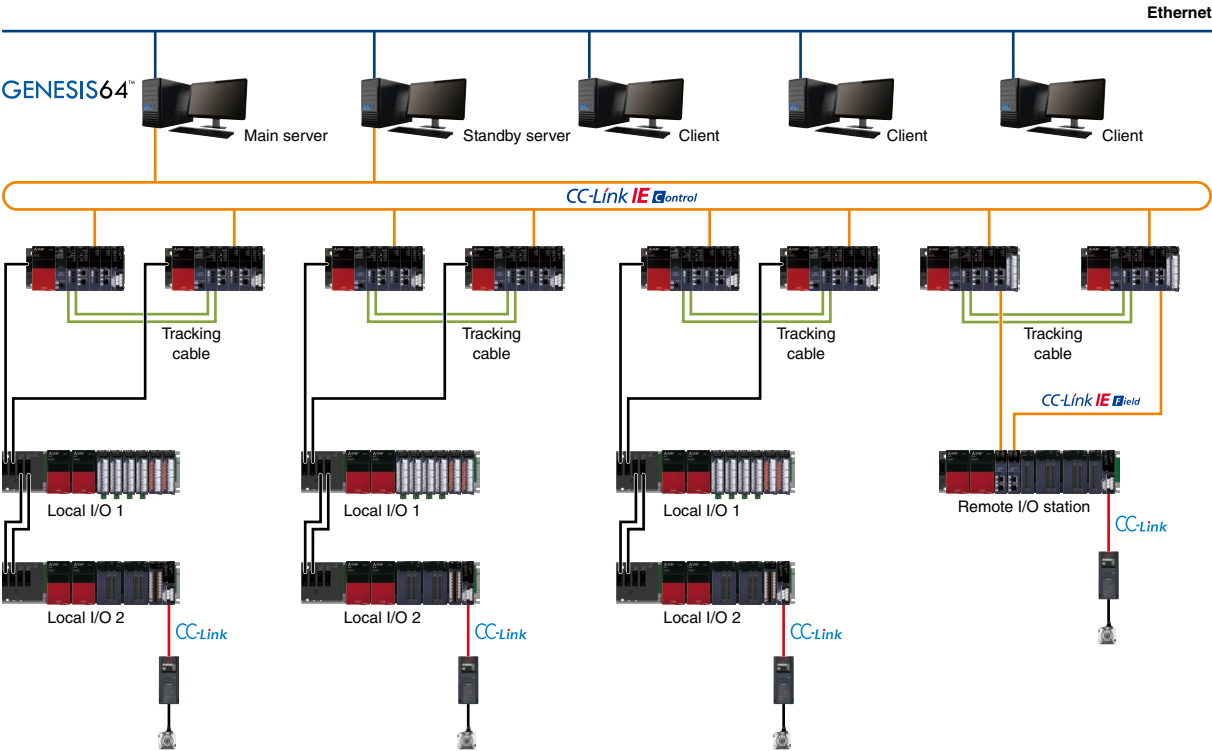 Ethernet
GENESIS64™
Main server
Standby server
Client
Client
Client
CC-Link IE Control
Tracking
cable
Tracking
cable
Tracking
cable
Tracking
cable
CC-Link IE Field
Local I/O 1
Local I/O 1
Local I/O 1
Remote I/O station
CC-Link
Local I/O 2
Local I/O 2
Local I/O 2
CC-Link
CC-Link
CC-Link